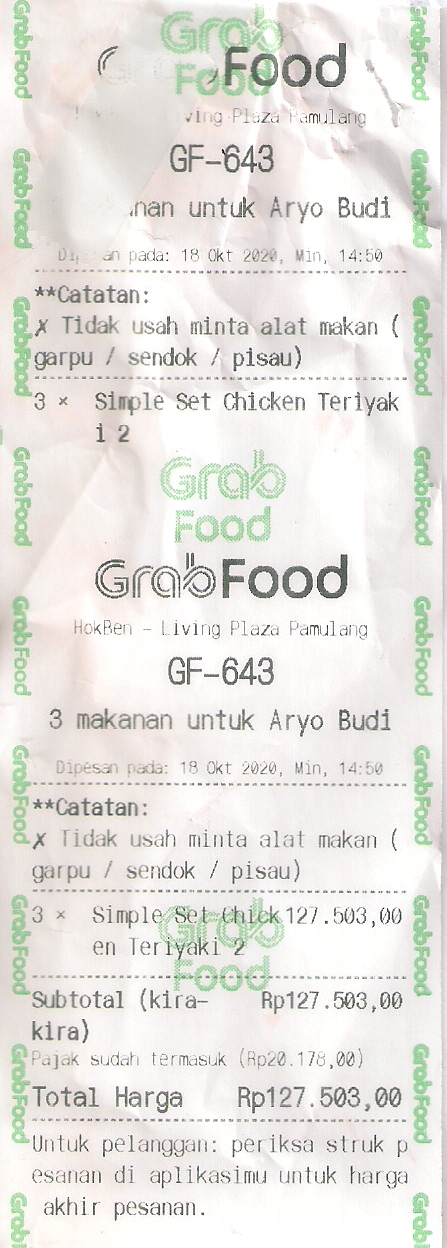 Grab
Food
Food
ving Plaza Pamulang
GF-643
nan untuk Aryo Budi
an pada: 18 Okt 2020, Min, 14:50
**Catatan:
✗ Tidak usah minta alat makan (
garpu / sendok / pisau)
3 × Simple Set Chicken Teriyak
i 2
Grab
Food
GrabFood
HokBen - Living Plaza Pamulang
GF-643
3 makanan untuk Aryo Budi
Dipesan pada: 18 Okt 2020, Min, 14:50
**Catatan:
✗ Tidak usah minta alat makan (
garpu / sendok / pisau)
3 × Simple Set Chick 127.503,00
en Teriyaki 2
Grab
Food
Subtotal (kira- Rp127.503,00
kira)
Pajak sudah termasuk (Rp20.178,00)
Total Harga Rp127.503,00
Untuk pelanggan: periksa struk p
esanan di aplikasimu untuk harga
akhir pesanan.